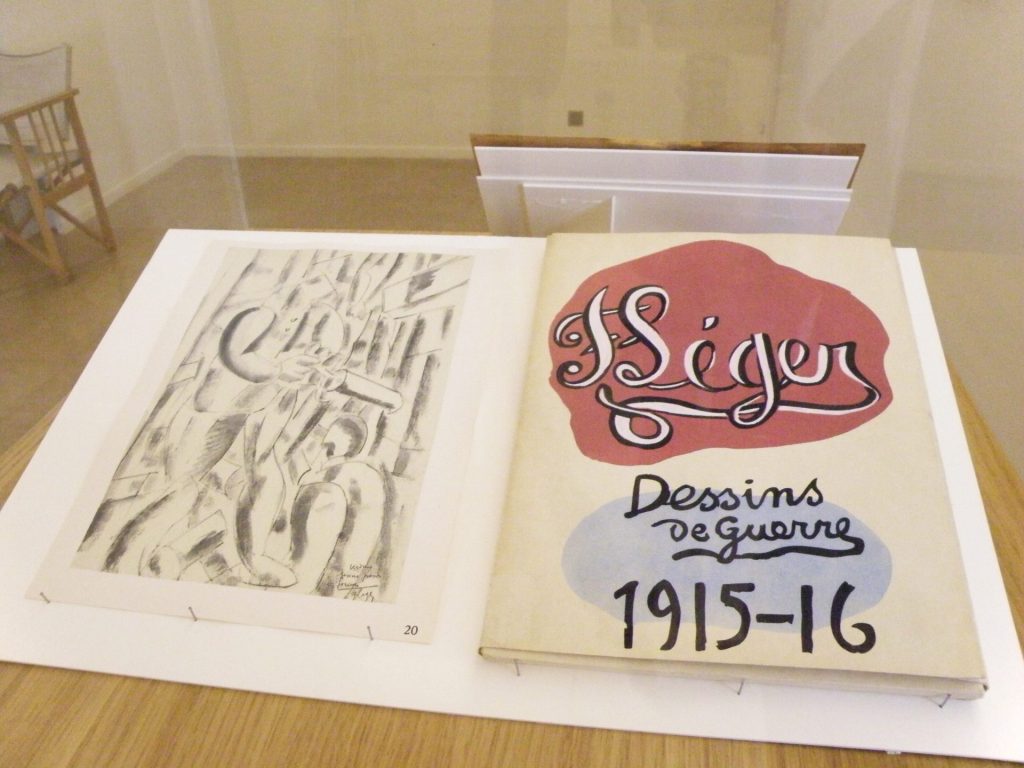 20
F Léger
Dessins
de Guerre
1915-16